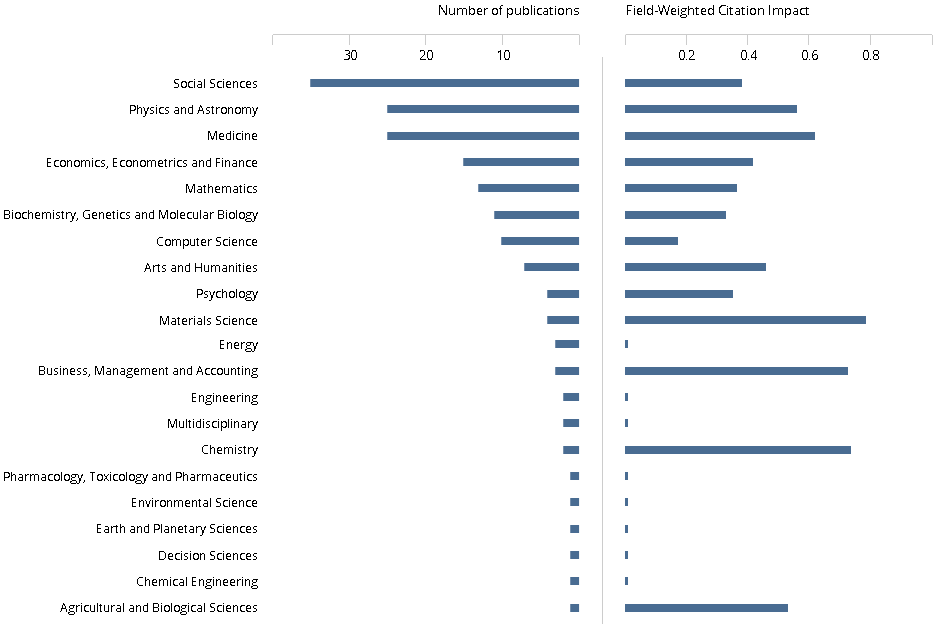 Number of publications Field-Weighted Citation Impact
30 20 10 0.2 0.4 0.6 0.8
Social Sciences
Physics and Astronomy
Medicine
Economics, Econometrics and Finance
Mathematics
Biochemistry, Genetics and Molecular Biology
Computer Science
Arts and Humanities
Psychology
Materials Science
Energy
Business, Management and Accounting
Engineering
Multidisciplinary
Chemistry
Pharmacology, Toxicology and Pharmaceutics
Environmental Science
Earth and Planetary Sciences
Decision Sciences
Chemical Engineering
Agricultural and Biological Sciences